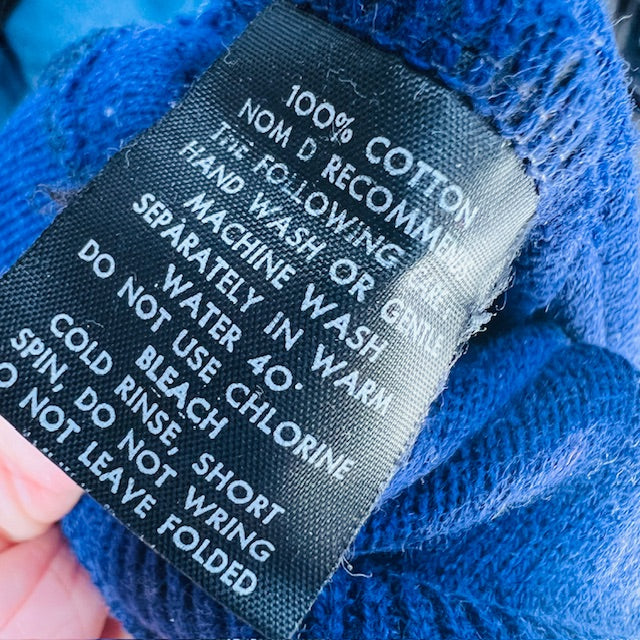 100% COTTON
NOM D RECOMMEN
THE FOLLOWING CARE
HAND WASH OR GENTLE
MACHINE WASH
SEPARATELY IN WARM
WATER 40°
DO NOT USE CHLORINE
BLEACH
COLD RINSE, SHORT
SPIN, DO NOT WRING
O NOT LEAVE FOLDED